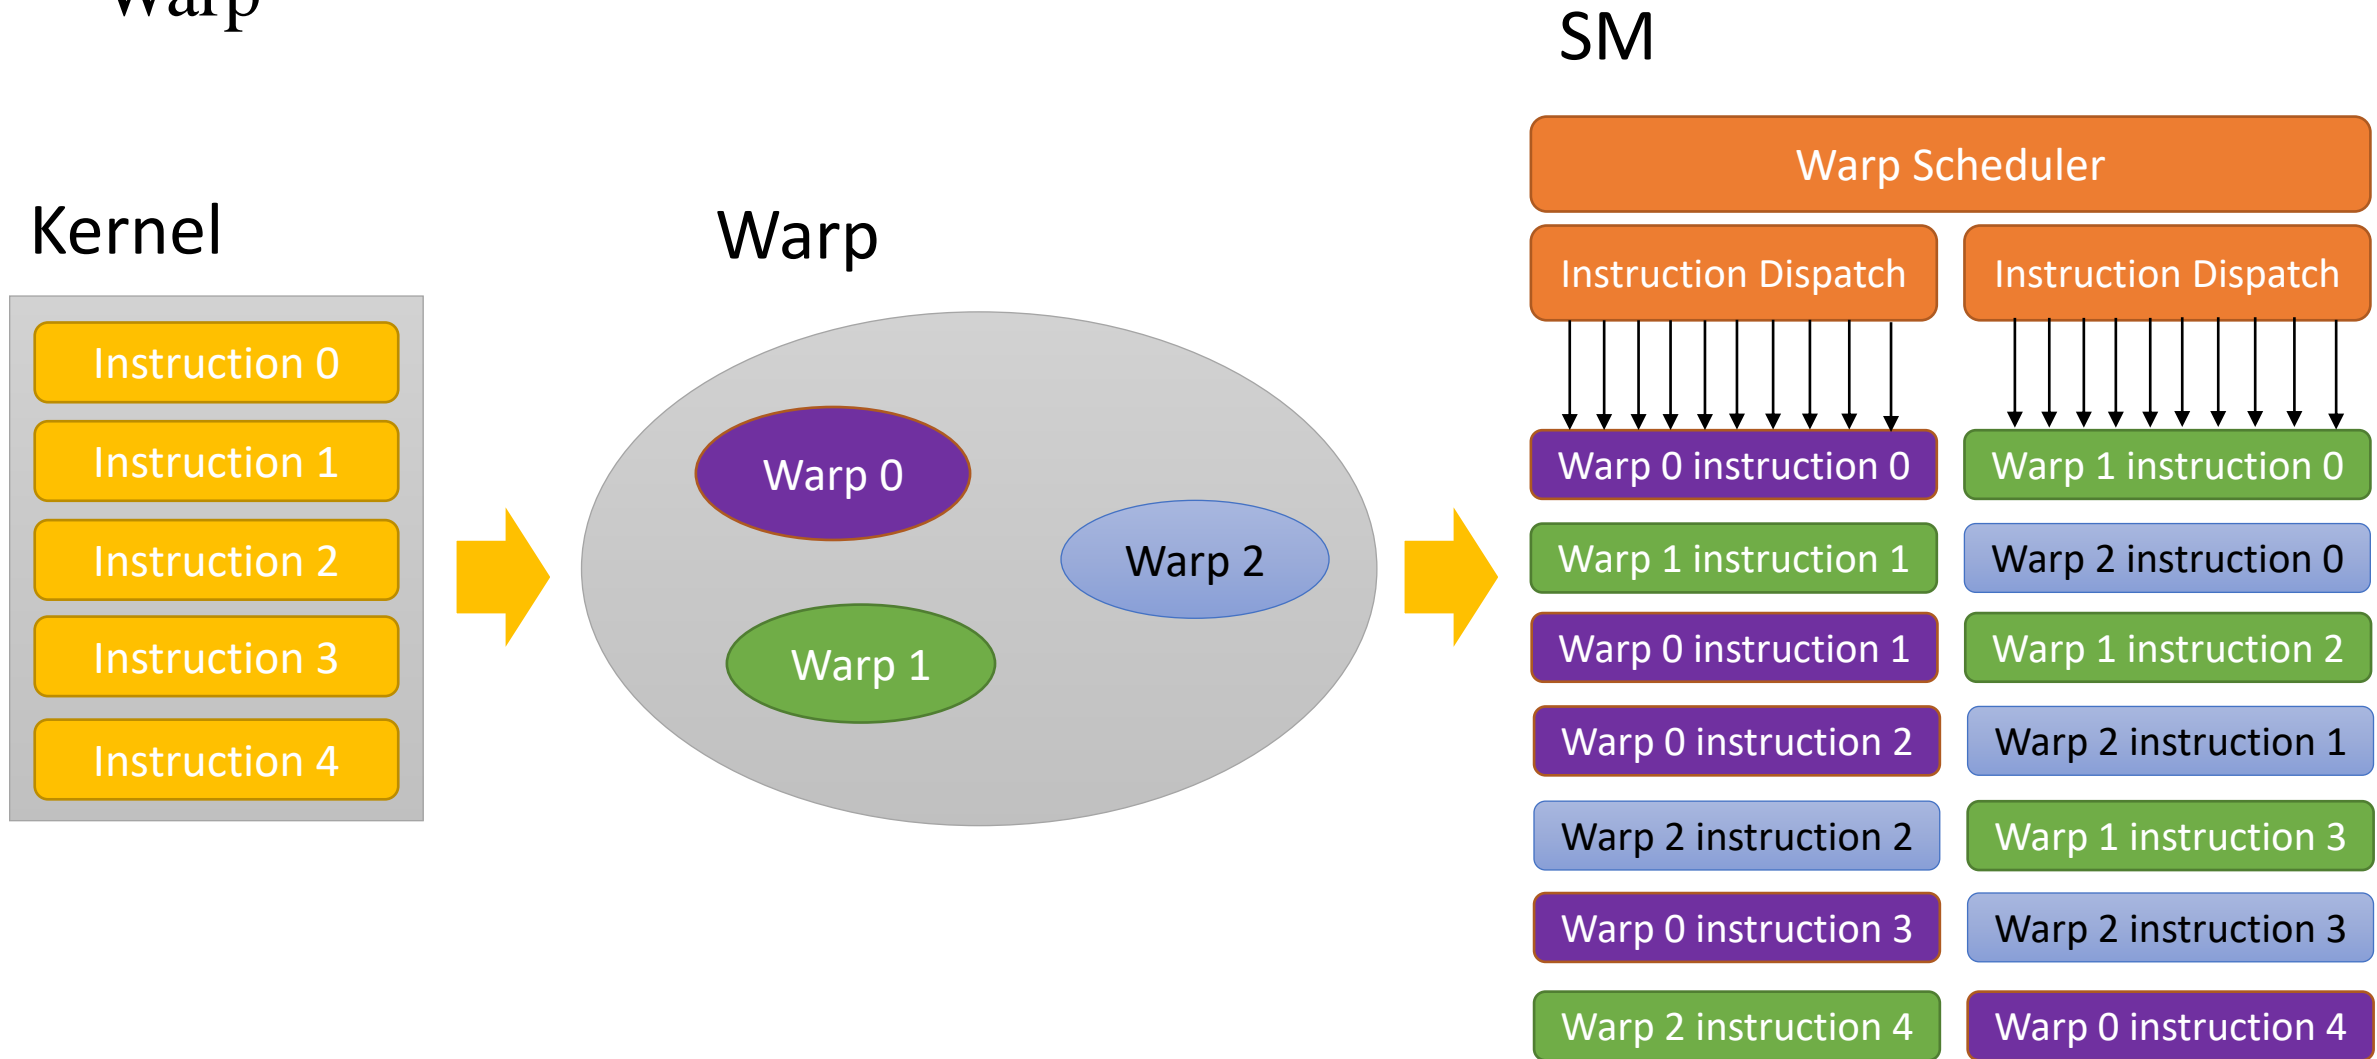 Warp
SM
Kernel
Instruction 0
Instruction 1
Instruction 2
Instruction 3
Instruction 4
Warp
Warp 0
Warp 2
Warp 1
Warp Scheduler
Instruction Dispatch
Instruction Dispatch
Warp 0 instruction 0
Warp 1 instruction 0
Warp 1 instruction 1
Warp 2 instruction 0
Warp 0 instruction 1
Warp 1 instruction 2
Warp 0 instruction 2
Warp 2 instruction 1
Warp 2 instruction 2
Warp 1 instruction 3
Warp 0 instruction 3
Warp 2 instruction 3
Warp 2 instruction 4
Warp 0 instruction 4